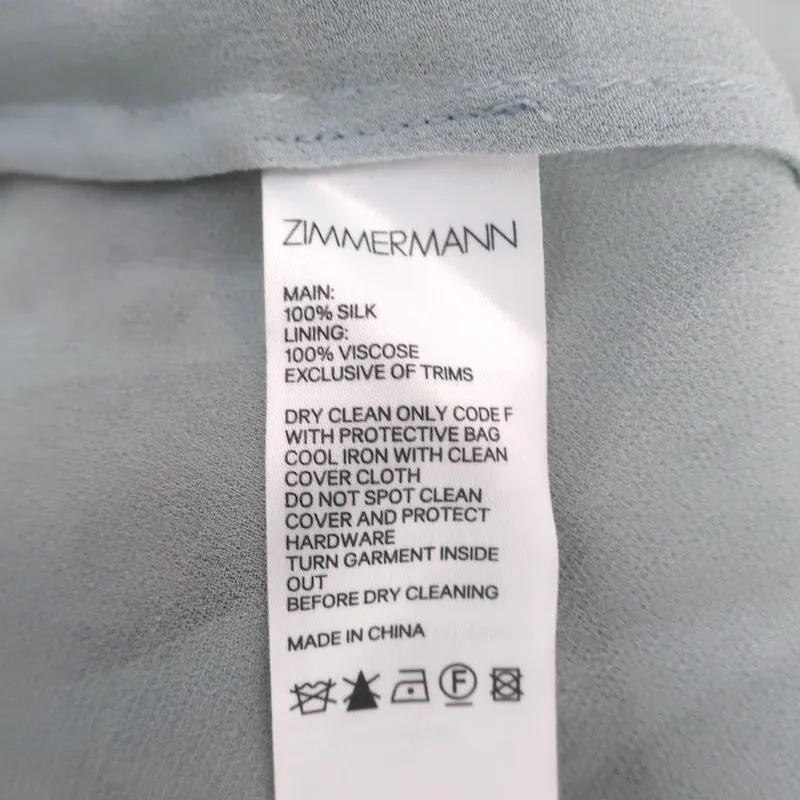 ZIMMERMANN
MAIN:
100% SILK
LINING:
100% VISCOSE
EXCLUSIVE OF TRIMS
DRY CLEAN ONLY CODE F
WITH PROTECTIVE BAG
COOL IRON WITH CLEAN
COVER CLOTH
DO NOT SPOT CLEAN
COVER AND PROTECT
HARDWARE
TURN GARMENT INSIDE
OUT
BEFORE DRY CLEANING
MADE IN CHINA
F